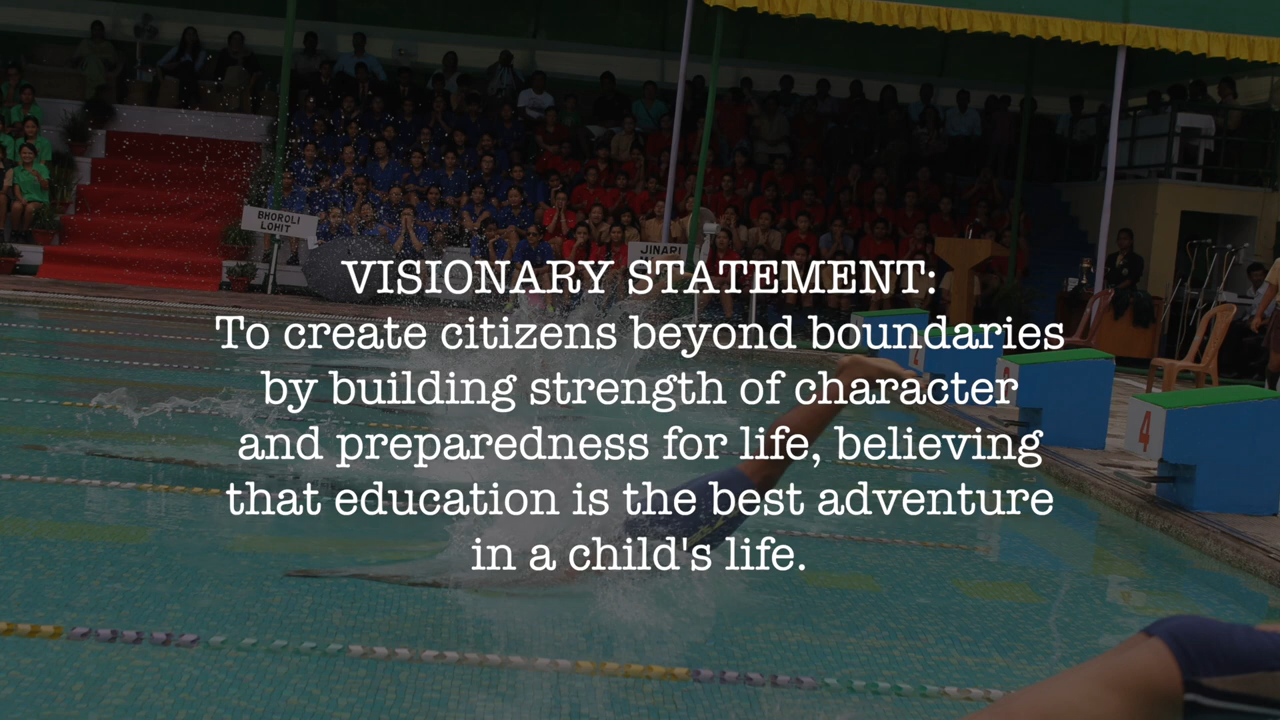 BHOROLI
LOHIT
JINARI
VISIONARY STATEMENT:
To create citizens beyond boundaries
by building strength of character
and preparedness for life, believing
that education is the best adventure
in a child's life.
4